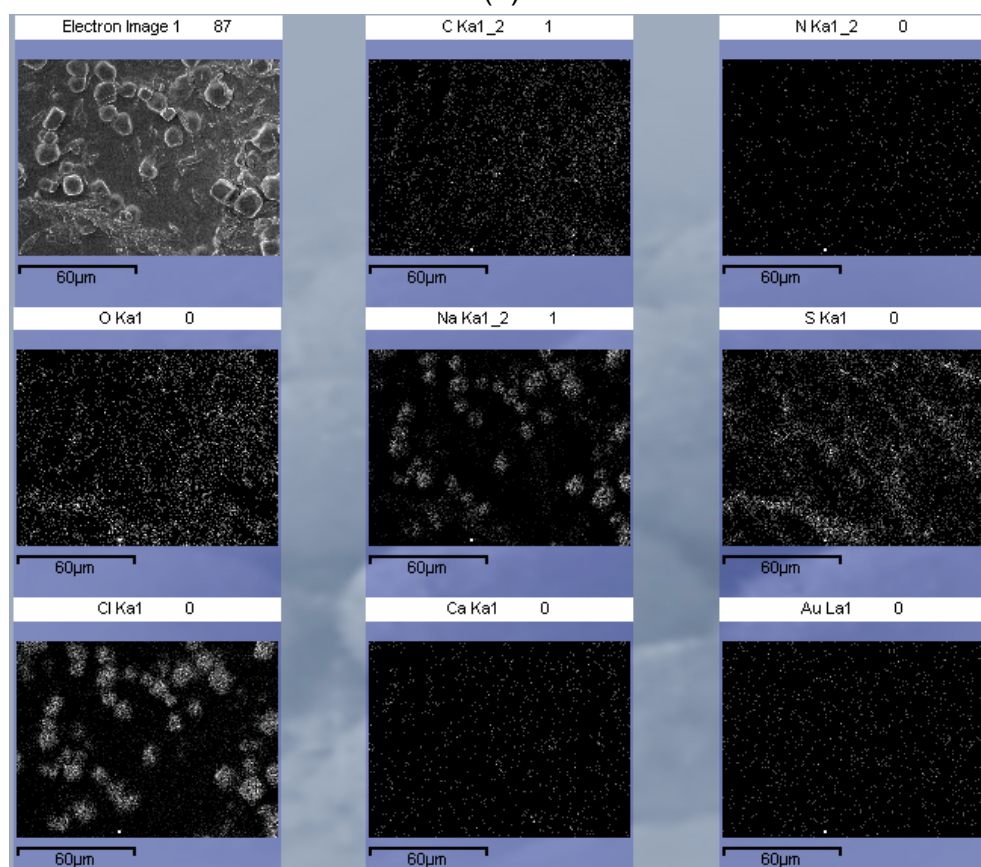 Electron Image 1 87
C Ka1_2 1
N Ka1_2 0
60µm
60µm
60µm
O Ka1 0
Na Ka1_2 1
S Ka1 0
60µm
60µm
60µm
Cl Ka1 0
Ca Ka1 0
Au La1 0
60µm
60µm
60µm